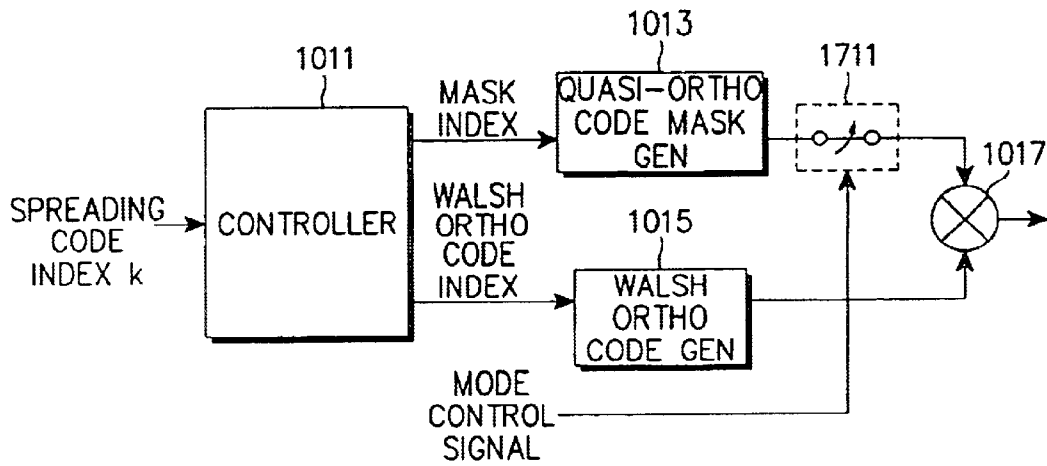 1013
1011
1711
MASK
INDEX
QUASI-ORTHO
CODE MASK
GEN
1017
SPREADING
CODE
INDEX k
CONTROLLER
WALSH
ORTHO
CODE
INDEX
1015
WALSH
ORTHO
CODE GEN
MODE
CONTROL
SIGNAL